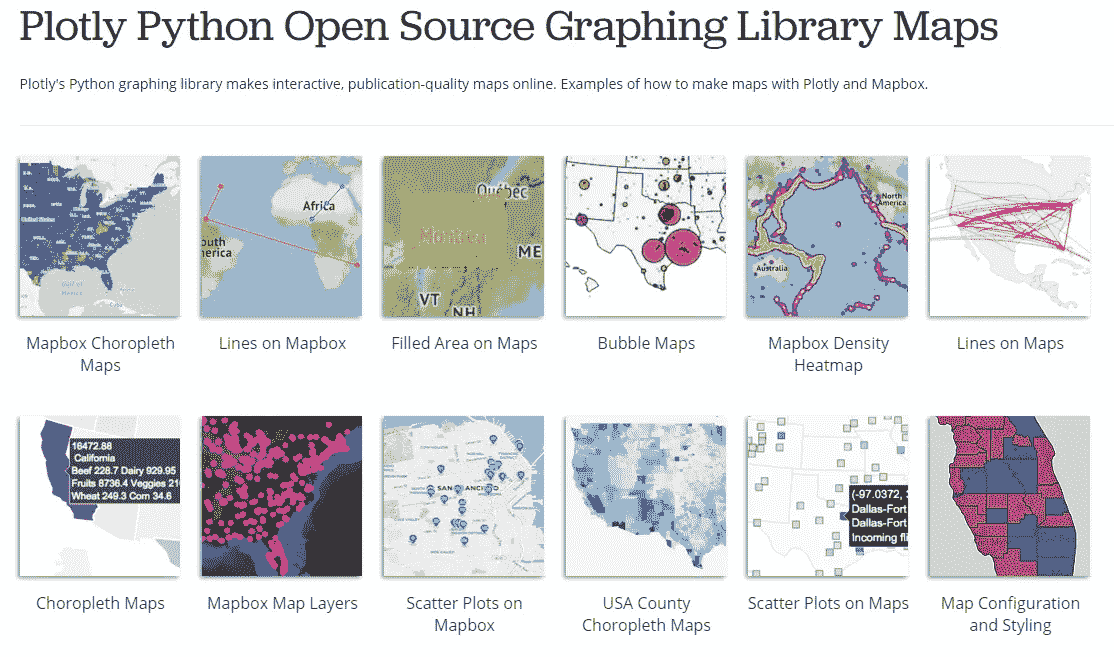 Plotly Python Open Source Graphing Library Maps
Plotly's Python graphing library makes interactive, publication-quality maps online. Examples of how to make maps with Plotly and Mapbox.
Africa
South
America
Québec
Montréal
ME
VT
NH
North
America
Australia
Mapbox Choropleth
Maps
Lines on Mapbox
Filled Area on Maps
Bubble Maps
Mapbox Density
Heatmap
Lines on Maps
16472.88
California
Beef 228.7 Dairy 929.95
Fruits 8736.4 Veggies 21
Wheat 249.3 Corn 34.6
SAN FRANCISCO
(-97.0372, 3
Dallas-Fort
Dallas-Fort
Incoming fli
Choropleth Maps
Mapbox Map Layers
Scatter Plots on
Mapbox
USA County
Choropleth Maps
Scatter Plots on Maps
Map Configuration
and Styling